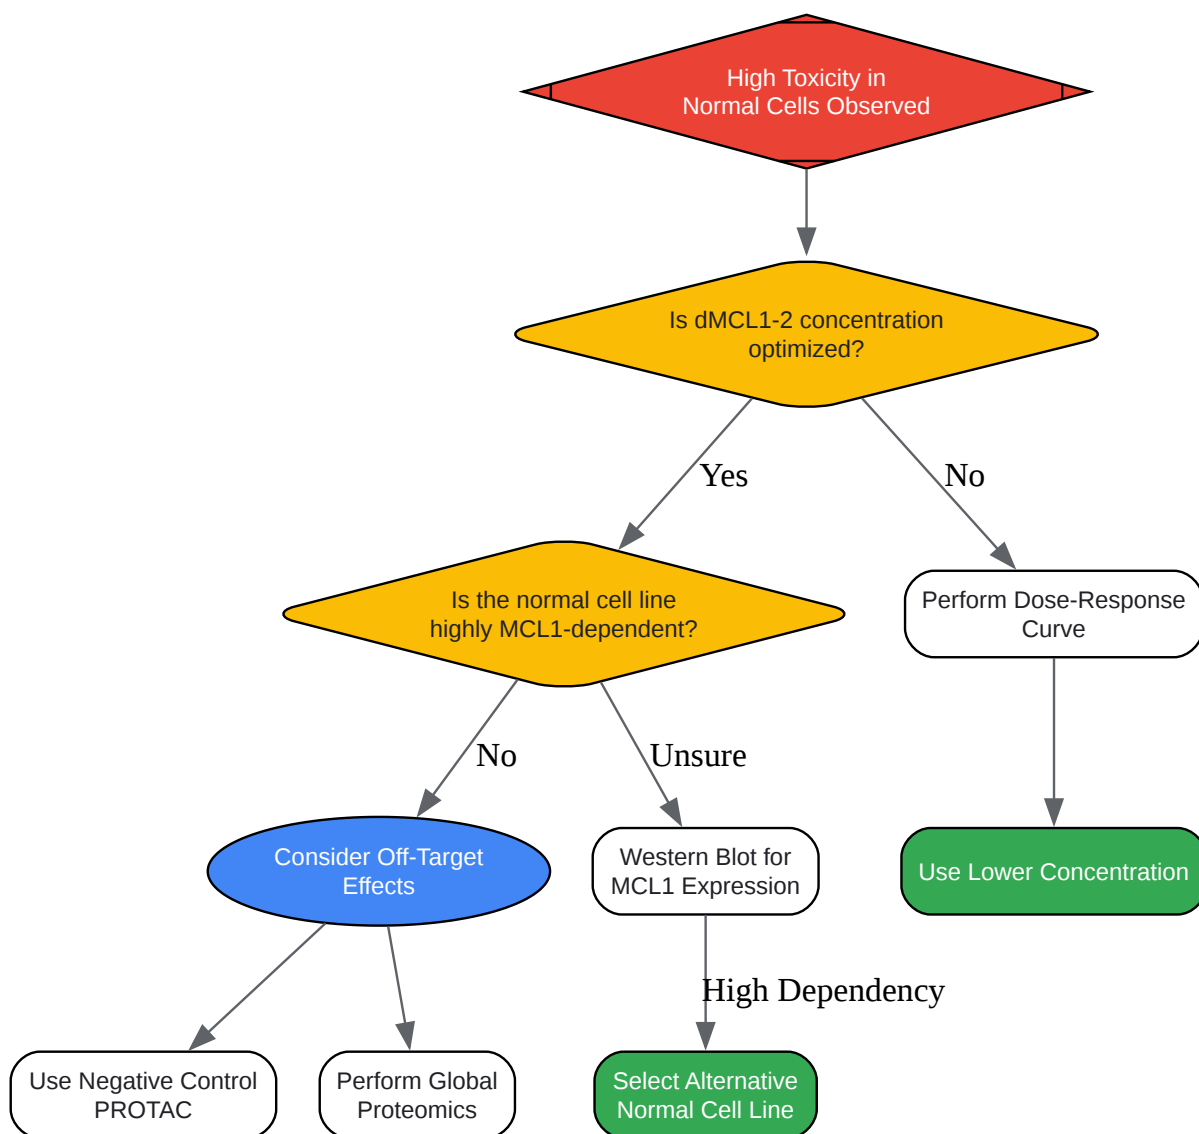 High Toxicity in
Normal Cells Observed
Is dMCL1-2 concentration
optimized?
Yes
No
Is the normal cell line
highly MCL1-dependent?
Perform Dose-Response
Curve
No
Unsure
Consider Off-Target
Effects
Western Blot for
MCL1 Expression
Use Lower Concentration
High Dependency
Use Negative Control
PROTAC
Perform Global
Proteomics
Select Alternative
Normal Cell Line